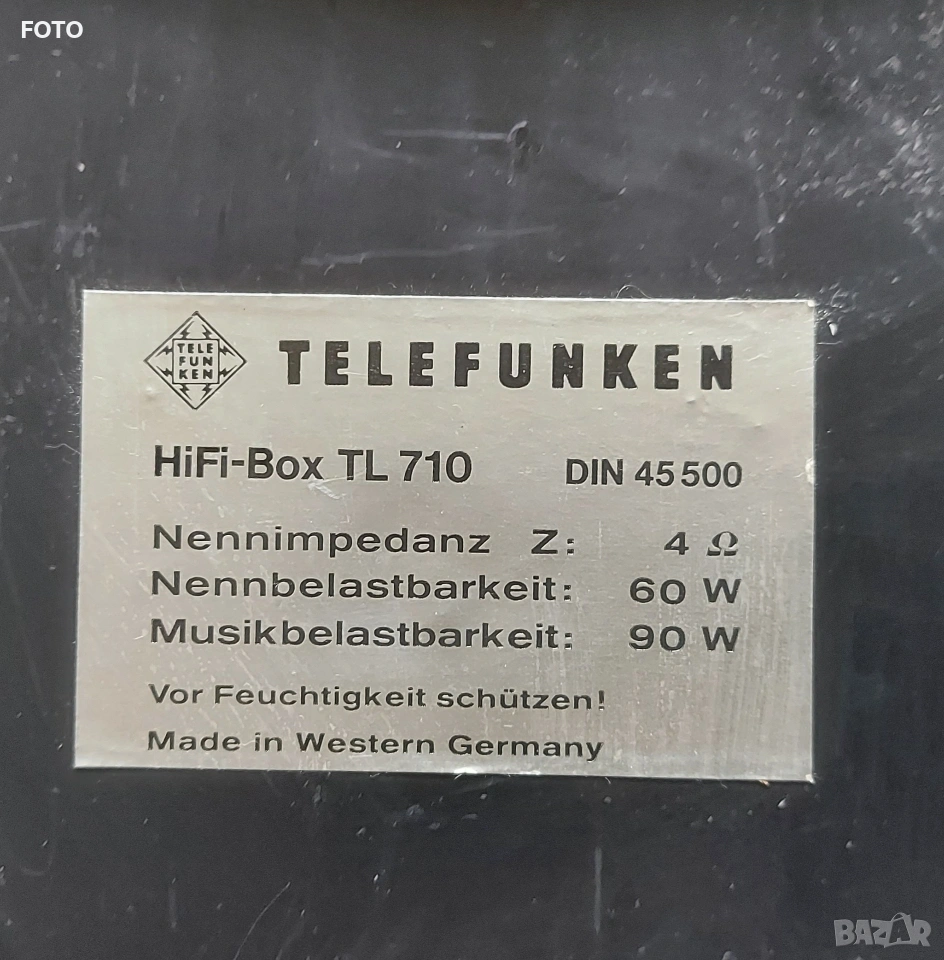 FOTO
TELE
FUN
KEN
TELEFUNKEN
HiFi-Box TL 710 DIN 45 500
Nennimpedanz Z: 4 Ω
Nennbelastbarkeit: 60 W
Musikbelastbarkeit: 90 W
Vor Feuchtigkeit schützen!
Made in Western Germany
BAZAR